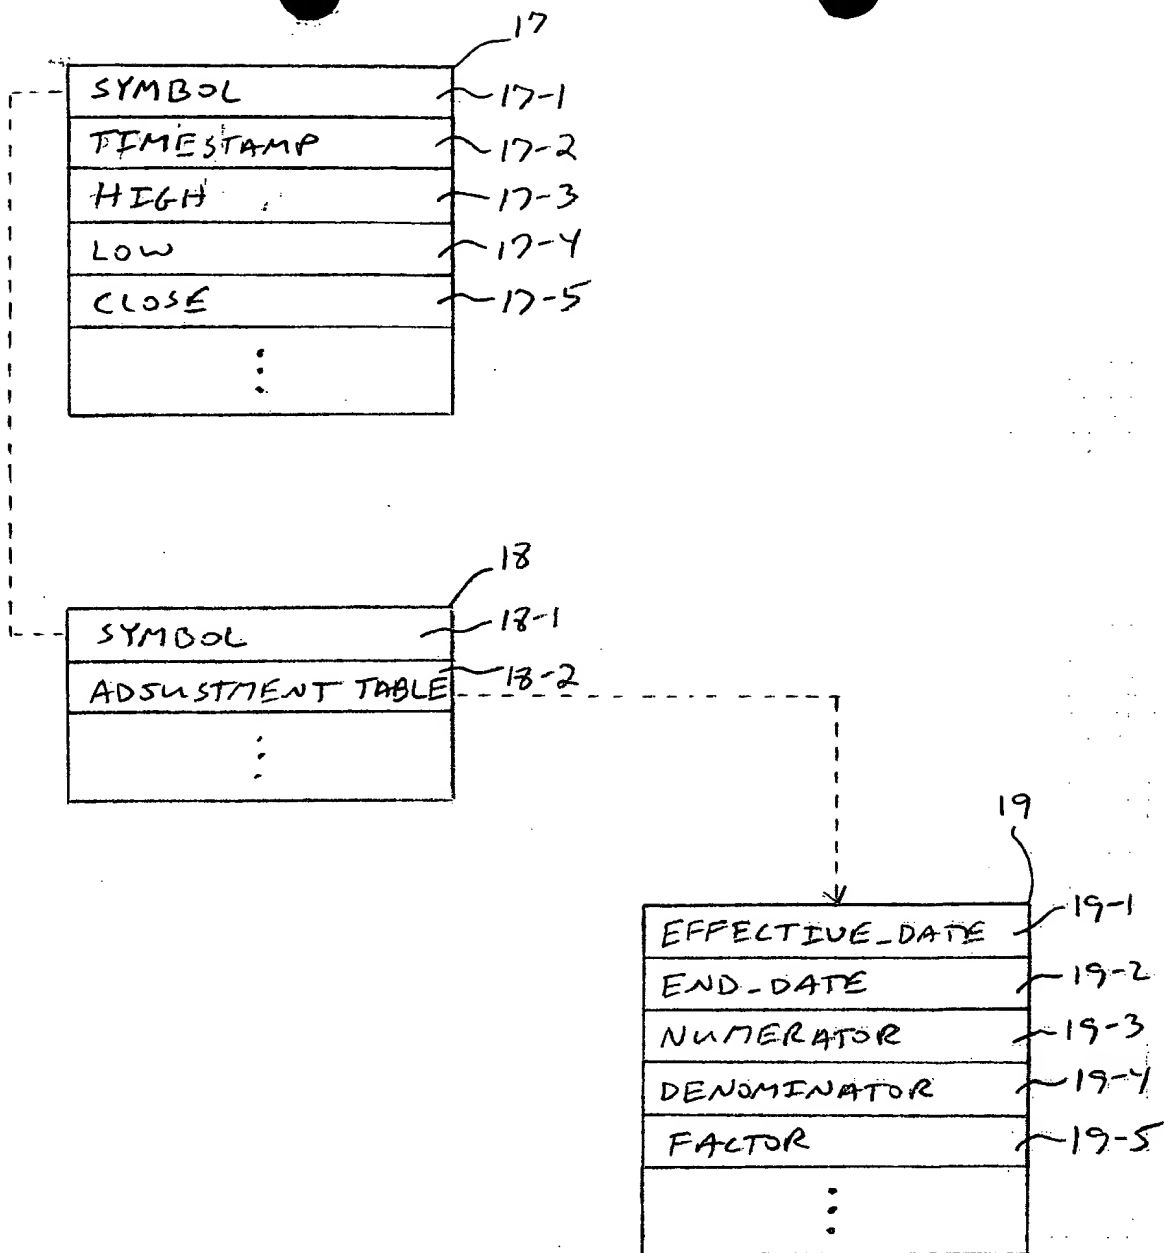 17
SYMBOL 17-1
TIMESTAMP 17-2
HIGH 17-3
LOW 17-4
CLOSE 17-5
18
SYMBOL 18-1
ADJUSTMENT TABLE 18-2
19
EFFECTIVE_DATE 19-1
END_DATE 19-2
NUMERATOR 19-3
DENOMINATOR 19-4
FACTOR 19-5